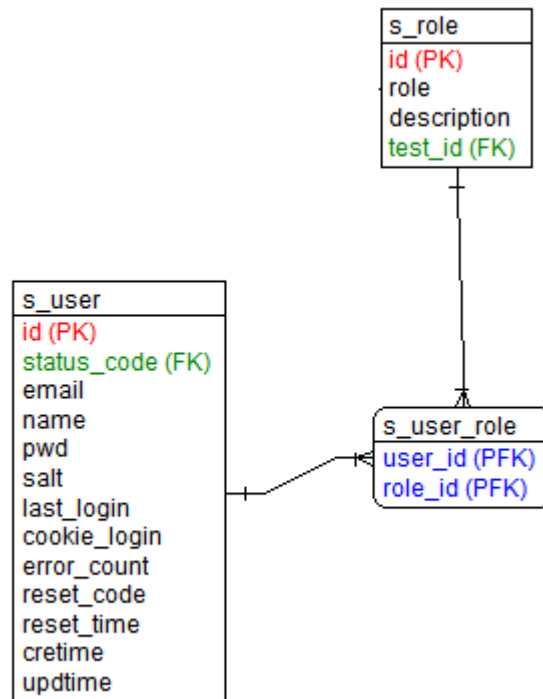 s_role
id (PK)
role
description
test_id (FK)
s_user
id (PK)
status_code (FK)
email
name
pwd
salt
last_login
cookie_login
error_count
reset_code
reset_time
cretime
updtime
s_user_role
user_id (PFK)
role_id (PFK)